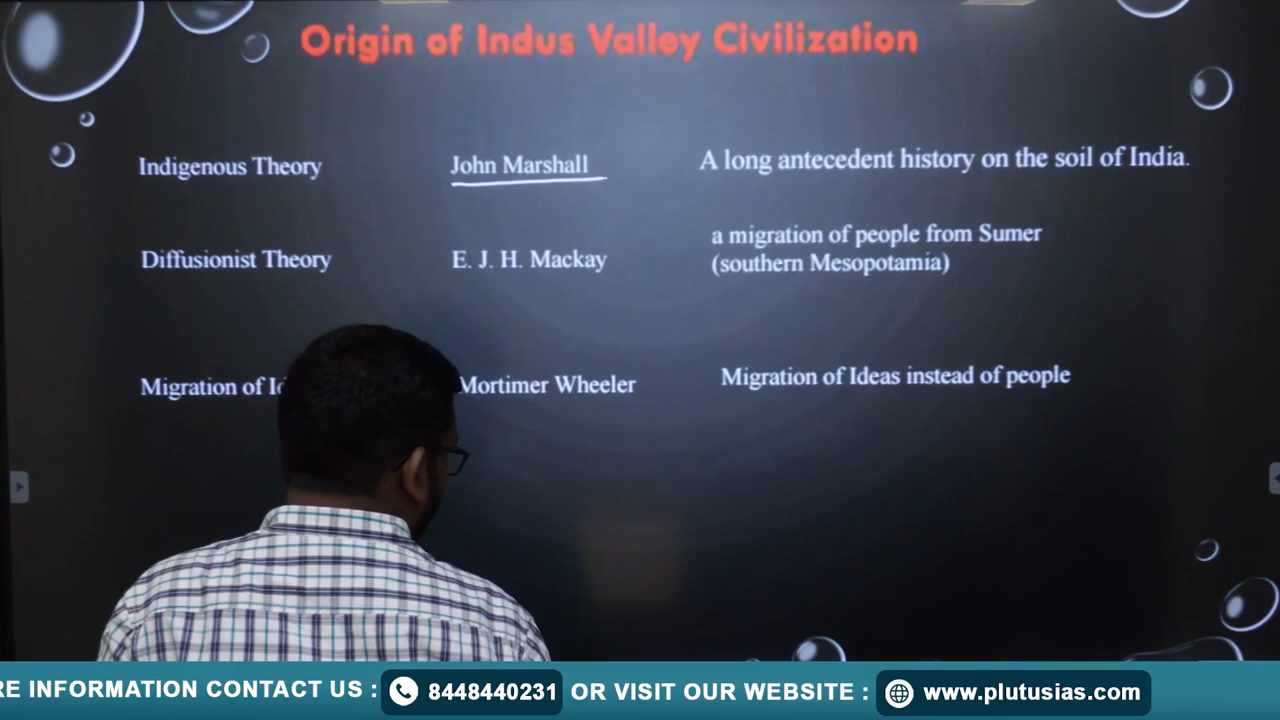 Origin of Indus Valley Civilization
Indigenous Theory John Marshall A long antecedent history on the soil of India.
Diffusionist Theory E. J. H. Mackay a migration of people from Sumer
(southern Mesopotamia)
Migration of Mortimer Wheeler Migration of Ideas instead of people
INFORMATION CONTACT US : 8448440231 OR VISIT OUR WEBSITE : www.plutusias.com